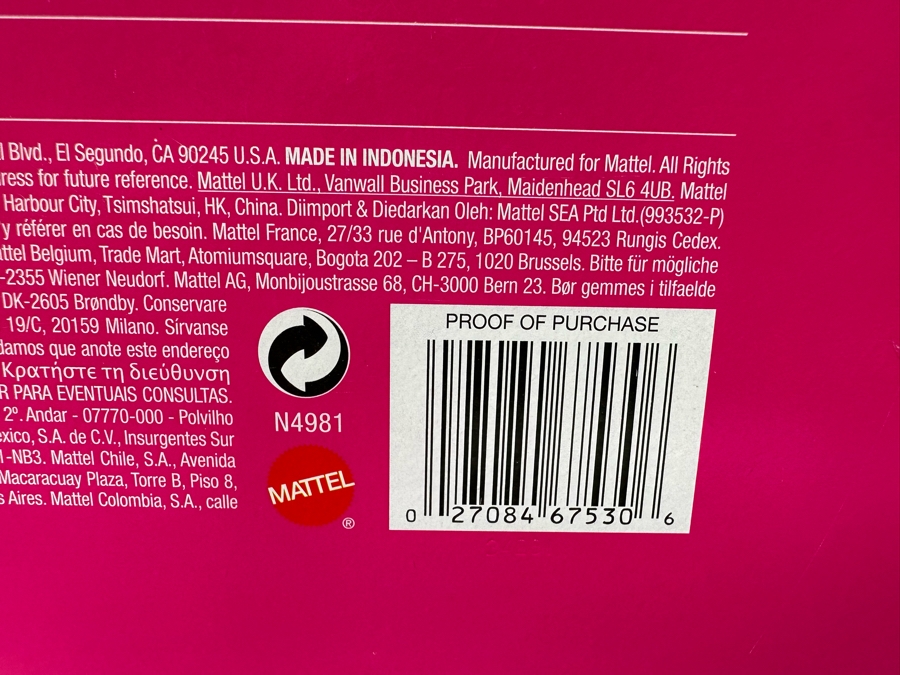 l Blvd., El Segundo, CA 90245 U.S.A. MADE IN INDONESIA. Manufactured for Mattel. All Rights
ress for future reference. Mattel U.K. Ltd., Vanwall Business Park, Maidenhead SL6 4UB. Mattel
Harbour City, Tsimshatsui, HK, China. Diimport & Diedarkan Oleh: Mattel SEA Ptd Ltd.(993532-P)
y référer en cas de besoin. Mattel France, 27/33 rue d'Antony, BP60145, 94523 Rungis Cedex.
attel Belgium, Trade Mart, Atomiumsquare, Bogota 202 – B 275, 1020 Brussels. Bitte für mögliche
-2355 Wiener Neudorf. Mattel AG, Monbijoustrasse 68, CH-3000 Bern 23. Bør gemmes i tilfaelde
DK-2605 Brøndby. Conservare
19/C, 20159 Milano. Sírvanse
damos que anote este endereço
Κρατήστε τη διεύθυνση
R PARA EVENTUAIS CONSULTAS.
2º. Andar - 07770-000 - Polvilho
exico, S.A. de C.V., Insurgentes Sur
1-NB3. Mattel Chile, S.A., Avenida
Macaracuay Plaza, Torre B, Piso 8,
s Aires. Mattel Colombia, S.A., calle
N4981
MATTEL
®
PROOF OF PURCHASE
0 27084 67530 6